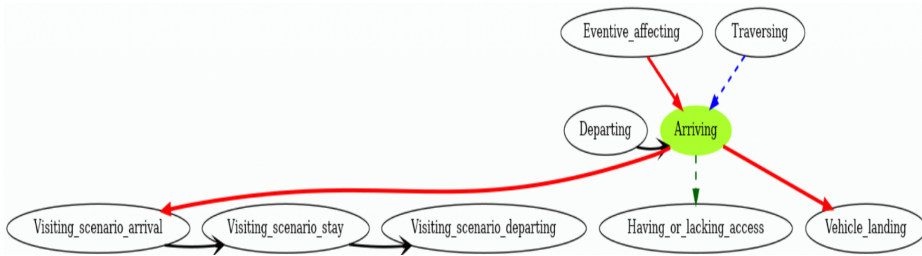 Eventive_affecting
Traversing
Departing
Arriving
Visiting_scenario_arrival
Visiting_scenario_stay
Visiting_scenario_departing
Having_or_lacking_access
Vehicle_landing